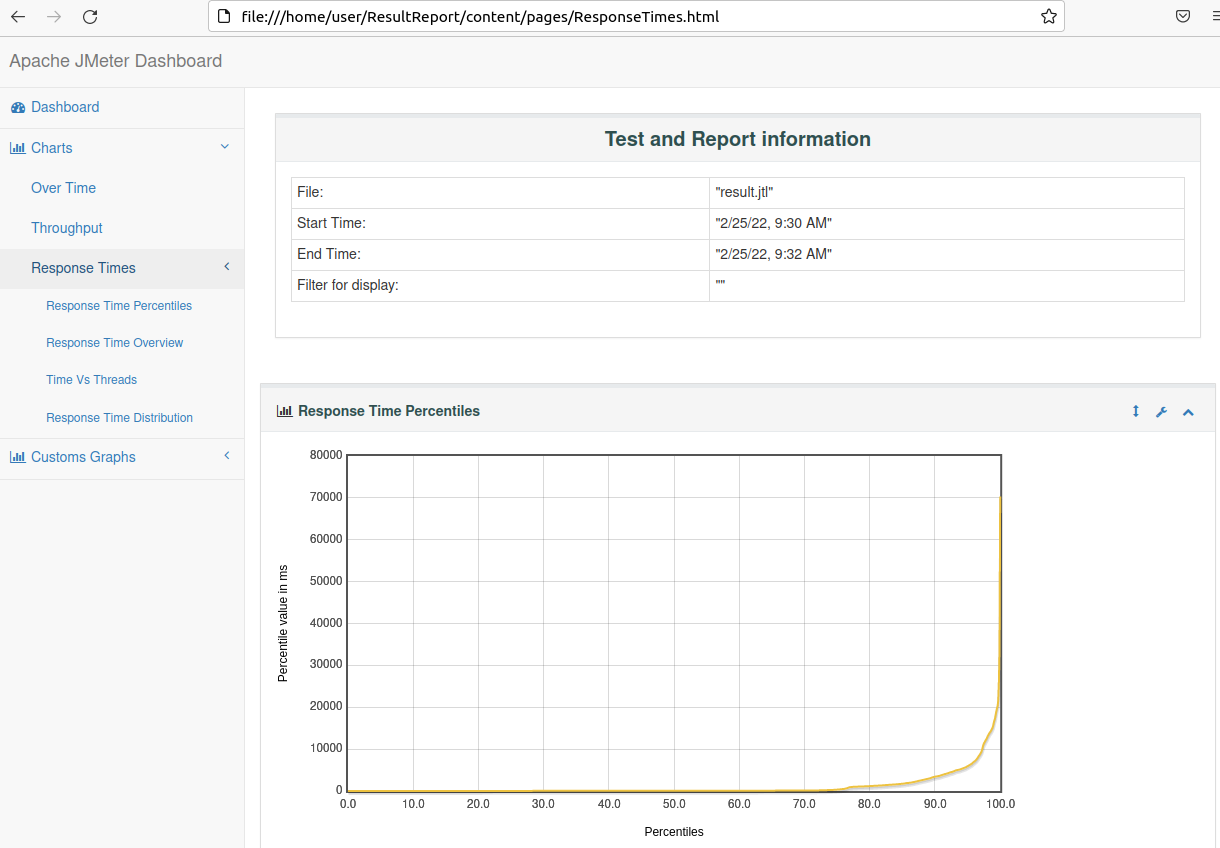 file:///home/user/ResultReport/content/pages/ResponseTimes.html
Apache JMeter Dashboard
Dashboard
Charts
Over Time
Throughput
Response Times
Response Time Percentiles
Response Time Overview
Time Vs Threads
Response Time Distribution
Customs Graphs
Test and Report information
File: "result.jtl"
Start Time: "2/25/22, 9:30 AM"
End Time: "2/25/22, 9:32 AM"
Filter for display: ""
Response Time Percentiles
80000
70000
60000
50000
40000
30000
20000
10000
0
Percentile value in ms
0.0 10.0 20.0 30.0 40.0 50.0 60.0 70.0 80.0 90.0 100.0
Percentiles